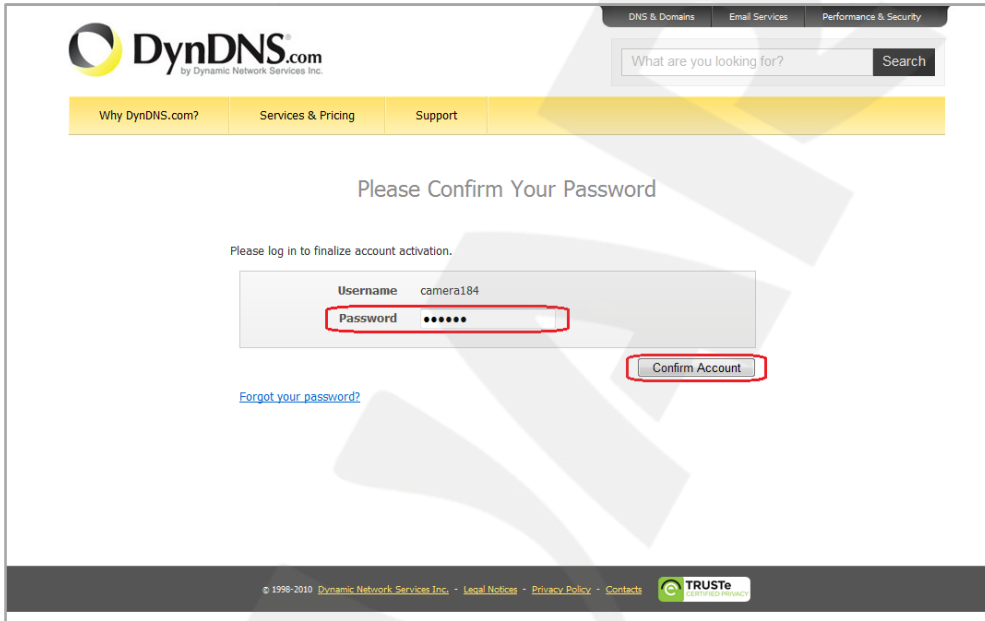 DNS & Domains Email Services Performance & Security
DynDNS.com
by Dynamic Network Services Inc.
What are you looking for? Search
Why DynDNS.com? Services & Pricing Support
Please Confirm Your Password
Please log in to finalize account activation.
Username camera184
Password ●●●●●●
Confirm Account
Forgot your password?
© 1998-2010 Dynamic Network Services Inc. - Legal Notices - Privacy Policy - Contacts
TRUSTe
CERTIFIED PRIVACY